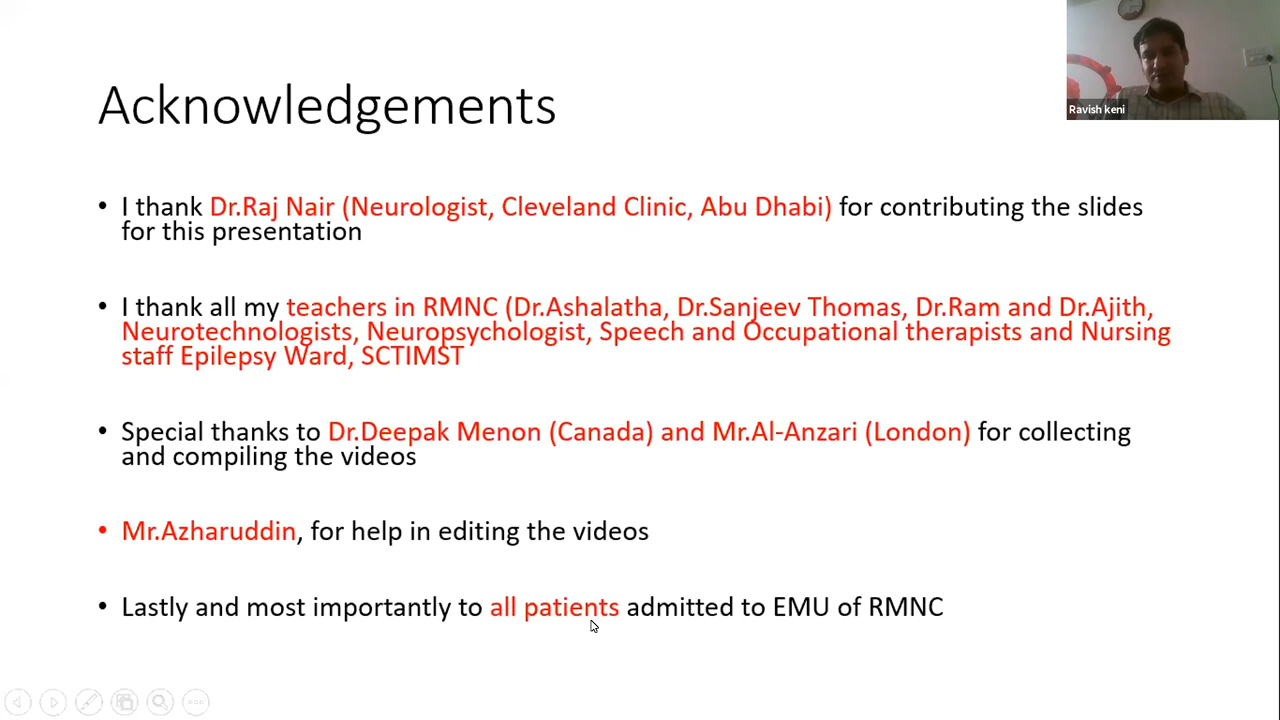 Acknowledgements
Ravish keni
• I thank Dr.Raj Nair (Neurologist, Cleveland Clinic, Abu Dhabi) for contributing the slides
for this presentation
• I thank all my teachers in RMNC (Dr.Ashalatha, Dr.Sanjeev Thomas, Dr.Ram and Dr.Ajith,
Neurotechnologists, Neuropsychologist, Speech and Occupational therapists and Nursing
staff Epilepsy Ward, SCTIMST
• Special thanks to Dr.Deepak Menon (Canada) and Mr.Al-Anzari (London) for collecting
and compiling the videos
• Mr.Azharuddin, for help in editing the videos
• Lastly and most importantly to all patients admitted to EMU of RMNC